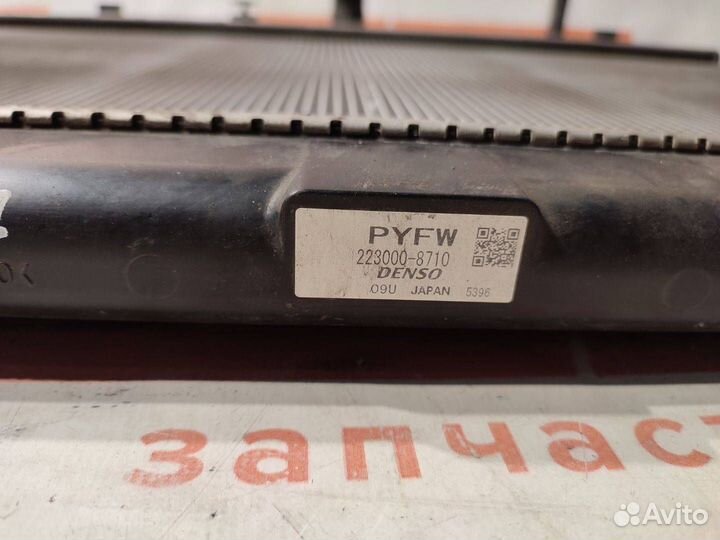 PYFW
223000-8710
DENSO
09U JAPAN 5396
запчаст
Avito